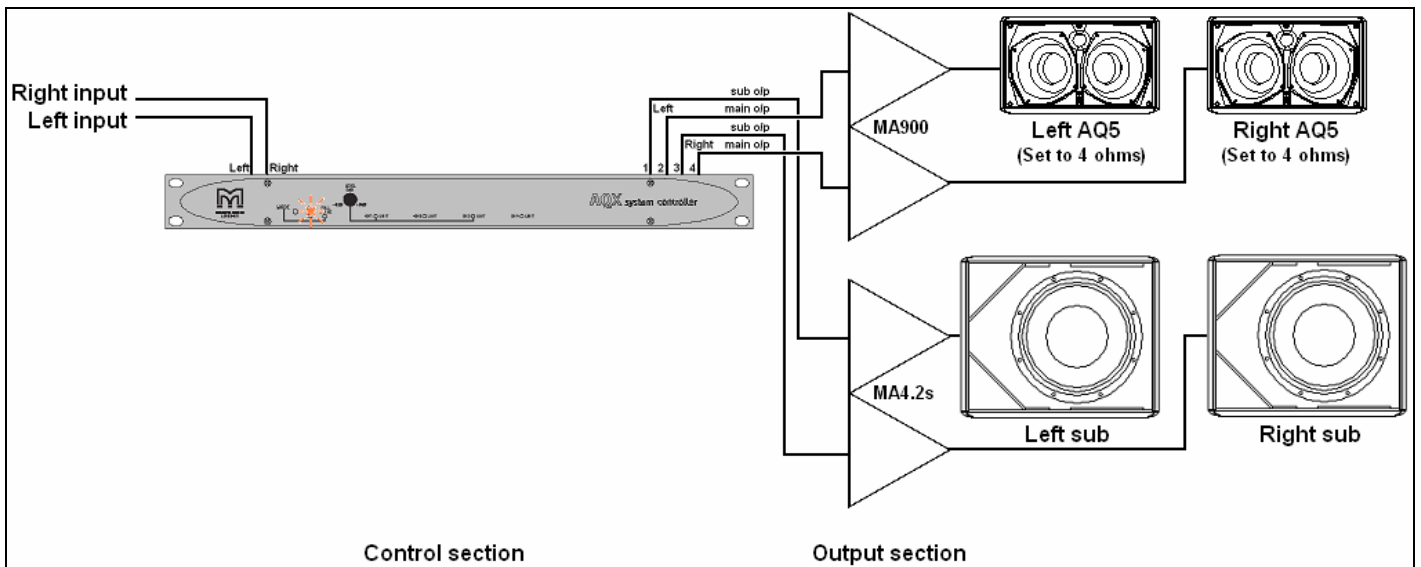 Right input
Left input
Left Right
sub o/p
Left main o/p
sub o/p
Right main o/p
1 2 3 4
AQX system controller
MA900
Left AQ5
(Set to 4 ohms)
Right AQ5
(Set to 4 ohms)
MA4.2s
Left sub
Right sub
Control section
Output section